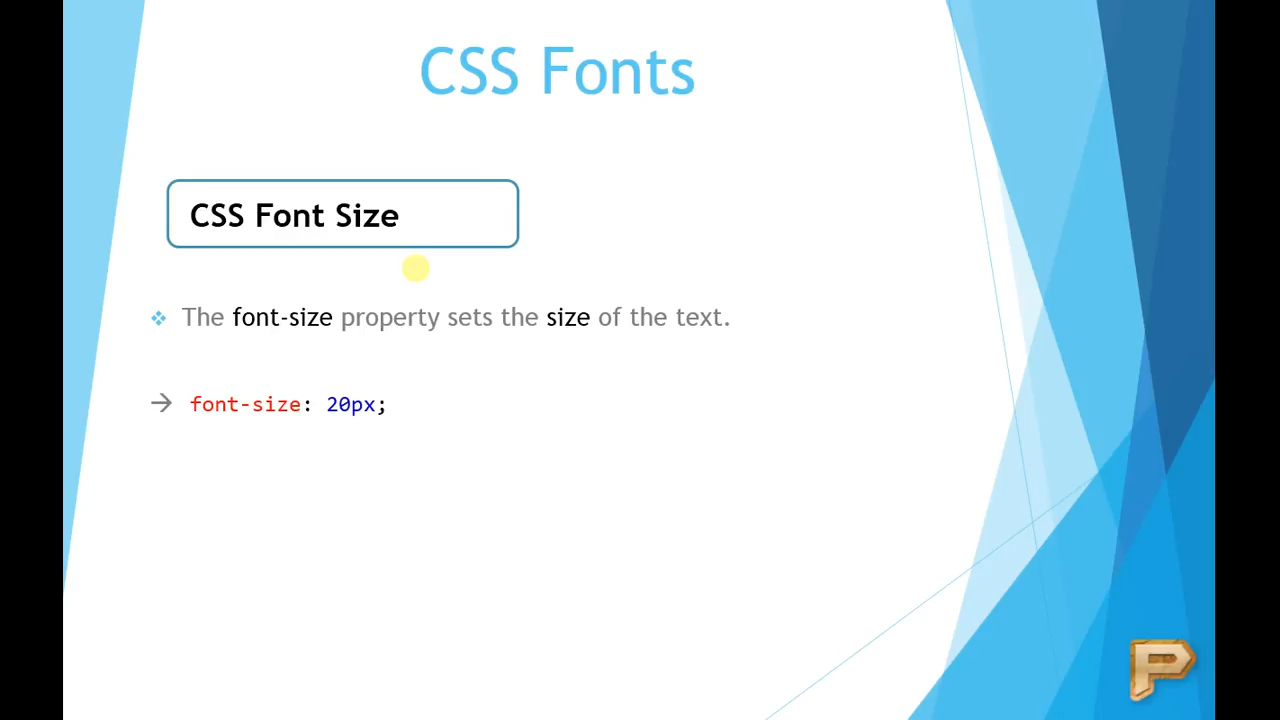 CSS Fonts
CSS Font Size
The font-size property sets the size of the text.
font-size: 20px;
P